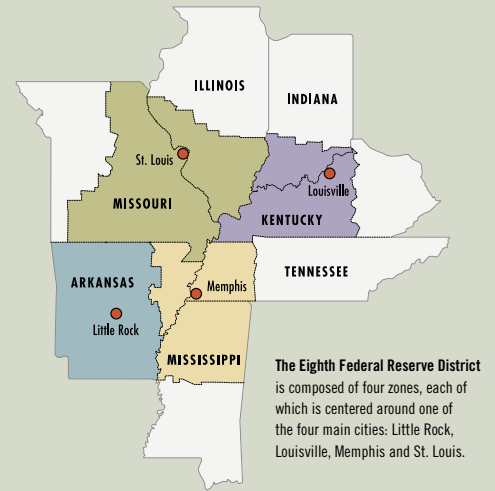 ILLINOIS
INDIANA
St. Louis
Louisville
MISSOURI
KENTUCKY
TENNESSEE
ARKANSAS
Memphis
Little Rock
MISSISSIPPI
The Eighth Federal Reserve District
is composed of four zones, each of
which is centered around one of
the four main cities: Little Rock,
Louisville, Memphis and St. Louis.